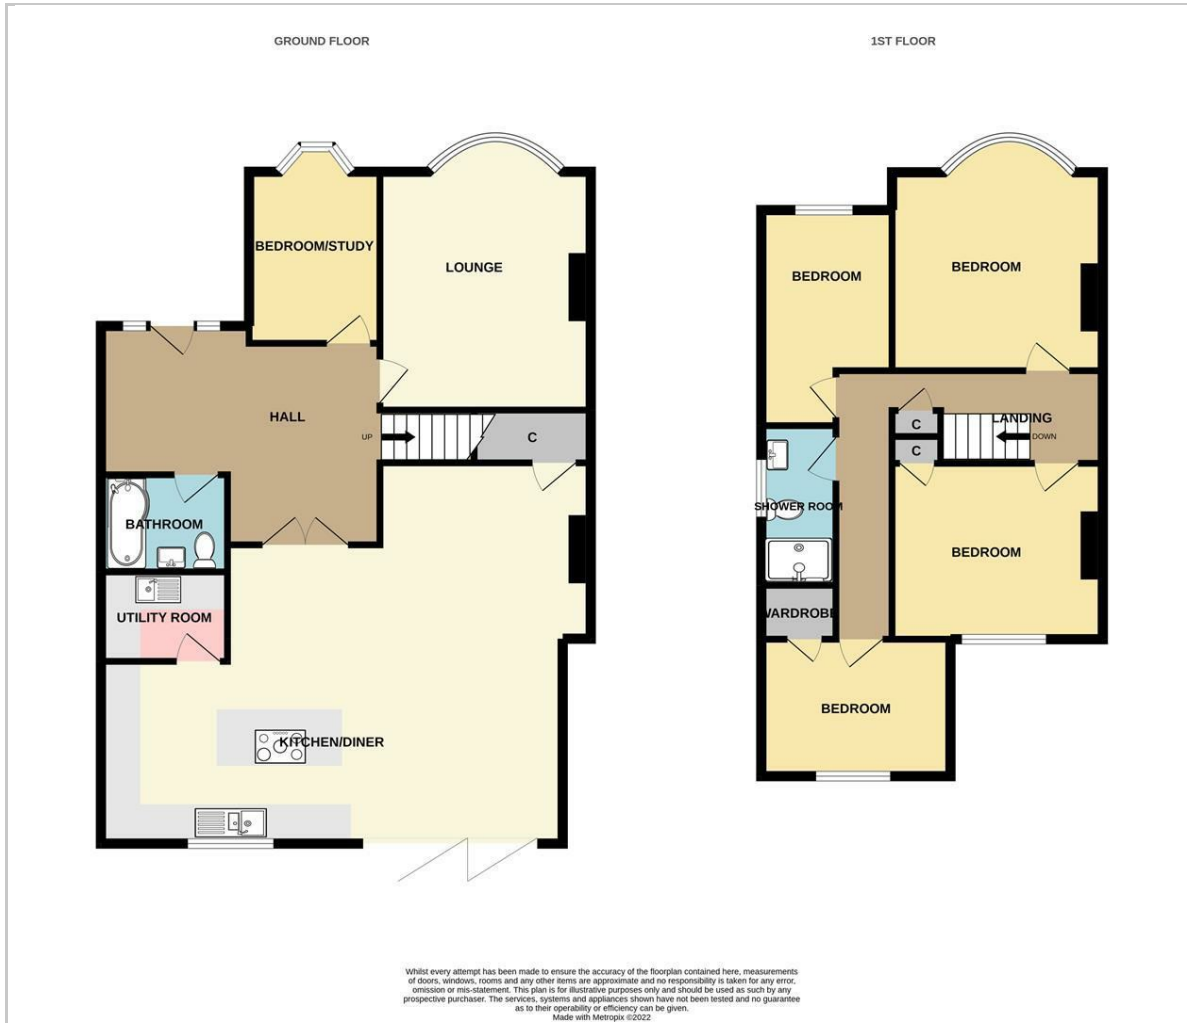 GROUND FLOOR
BEDROOM/STUDY
LOUNGE
HALL
UP
C
BATHROOM
UTILITY ROOM
KITCHEN/DINER
1ST FLOOR
BEDROOM
BEDROOM
LANDING
DOWN
C
C
SHOWER ROOM
BEDROOM
WARDROBE
BEDROOM
Whilst every attempt has been made to ensure the accuracy of the floorplan contained here, measurements
of doors, windows, rooms and any other items are approximate and no responsibility is taken for any error,
omission or mis-statement. This plan is for illustrative purposes only and should be used as such by any
prospective purchaser. The services, systems and appliances shown have not been tested and no guarantee
as to their operability or efficiency can be given.
Made with Metropix ©2022